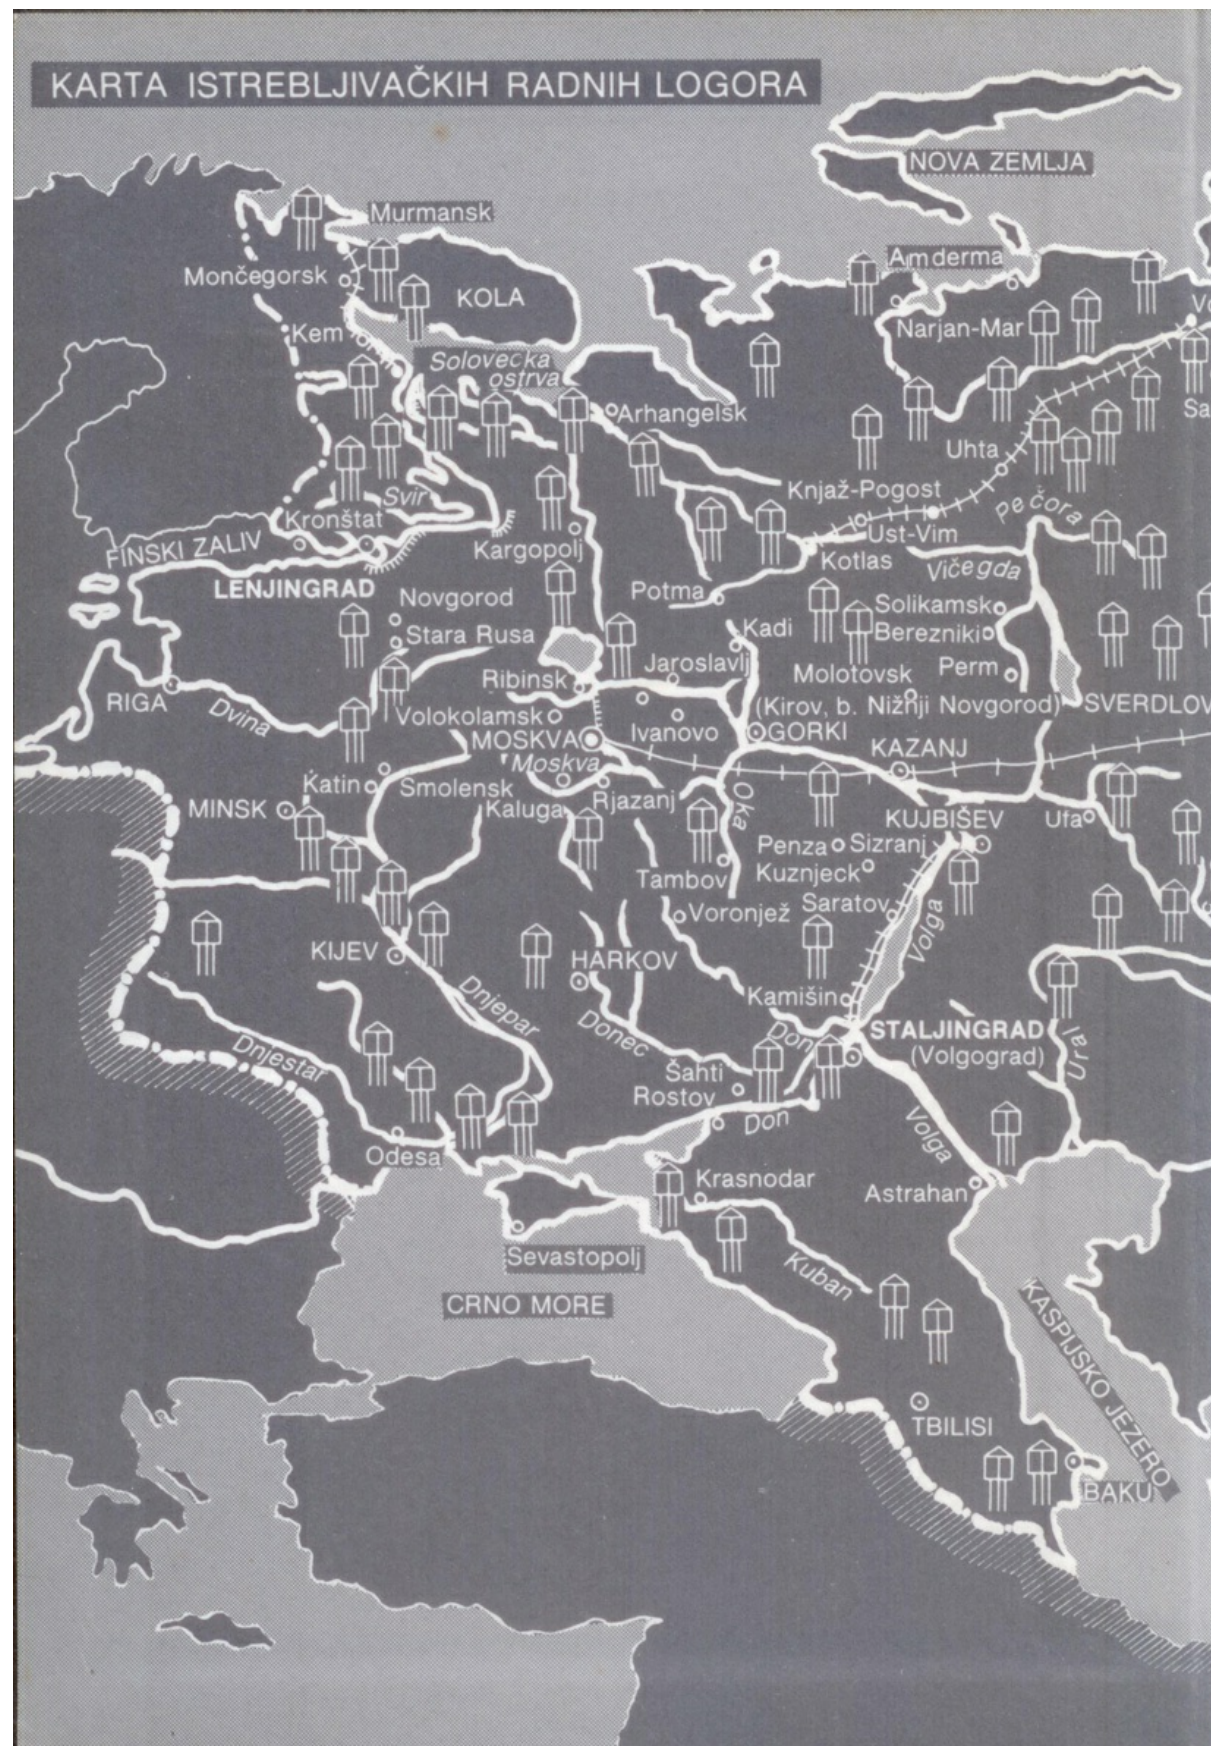 KARTA ISTREBLJIVAČKIH RADNIH LOGORA
NOVA ZEMLJA
Murmansk
Amderma
Mončegorsk
KOLA
Narjan-Mar
Kem
Solovečka
ostrva
Arhangelsk
Uhta
Svir
Knjaž-Pogost
Pečora
Kronštat
Ust-Vim
FINSKI ZALIV
Kargopolj
Kotlas
Vičegda
LENJINGRAD
Novgorod
Potma
Solikamsk
Stara Rusa
Kadi
Berezniki
Jaroslavlj
Molotovsk
Perm
RIGA
Dvina
Ribinsk
(Kirov, b. Nižnji Novgorod)
SVERDLOV
Volokolamsk
Ivanovo
GORKI
MOSKVA
Moskva
KAZANJ
Katin
Smolensk
Rjazanj
Oka
MINSK
Kaluga
KUJBIŠEV
Ufa
Penza
Sizranj
Kuznjeck
Tambov
Voronjež
Saratov
Volga
KIJEV
HARKOV
Dnjepar
Kamišin
Donec
Don
STALJINGRAD
(Volgograd)
Ural
Dnjestar
Šahti
Rostov
Don
Volga
Odesa
Krasnodar
Astrahan
Sevastopolj
Kuban
CRNO MORE
KASPIJSKO JEZERO
TBILISI
BAKU